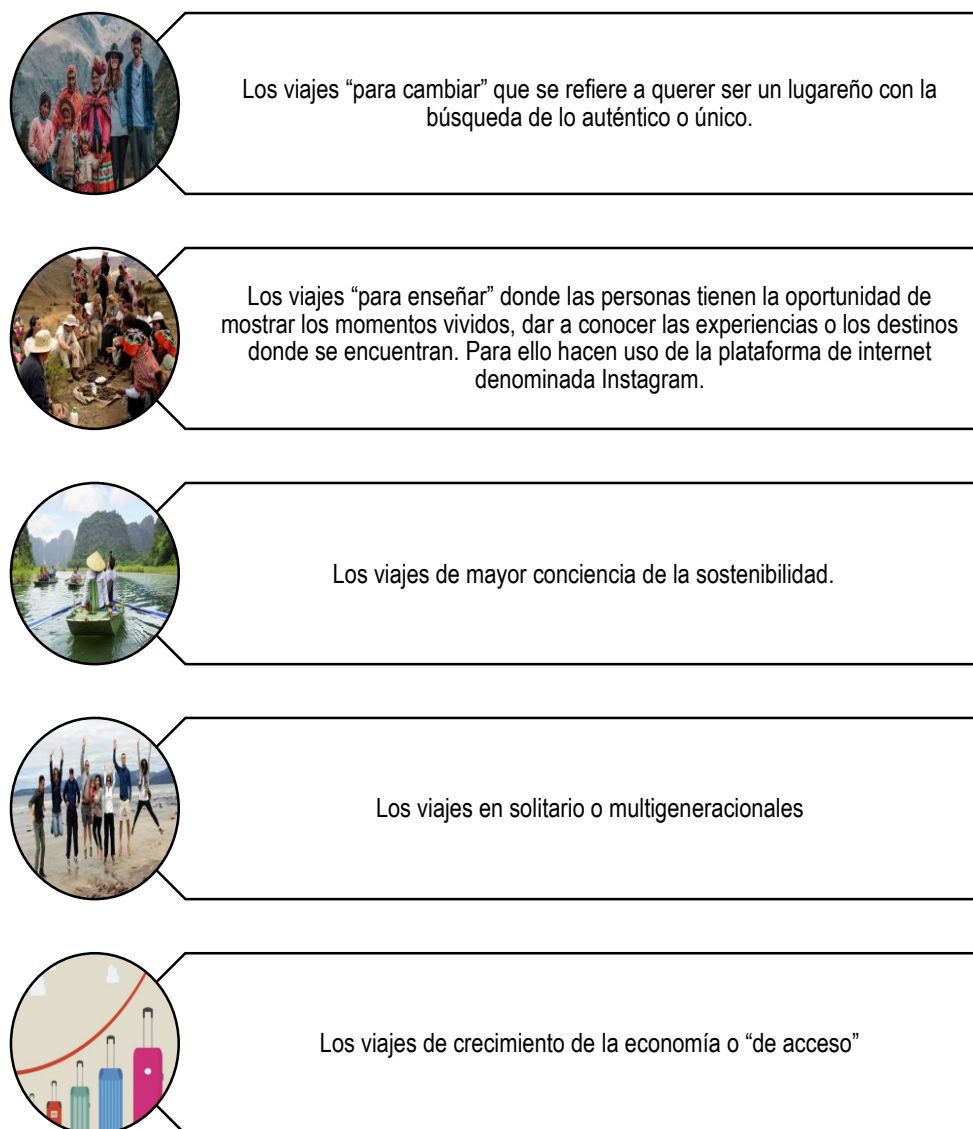 Los viajes “para cambiar” que se refiere a querer ser un lugareño con la
búsqueda de lo auténtico o único.
Los viajes “para enseñar” donde las personas tienen la oportunidad de
mostrar los momentos vividos, dar a conocer las experiencias o los destinos
donde se encuentran. Para ello hacen uso de la plataforma de internet
denominada Instagram.
Los viajes de mayor conciencia de la sostenibilidad.
Los viajes en solitario o multigeneracionales
Los viajes de crecimiento de la economía o “de acceso”